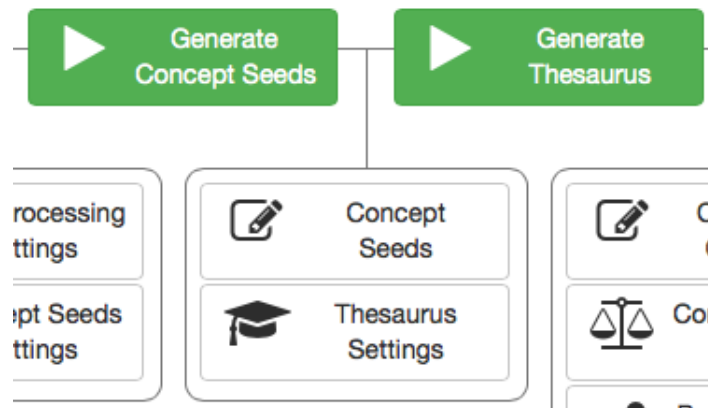 Generate
Concept Seeds
Generate
Thesaurus
rocessing
ttings
ept Seeds
ttings
Concept
Seeds
Thesaurus
Settings
Co